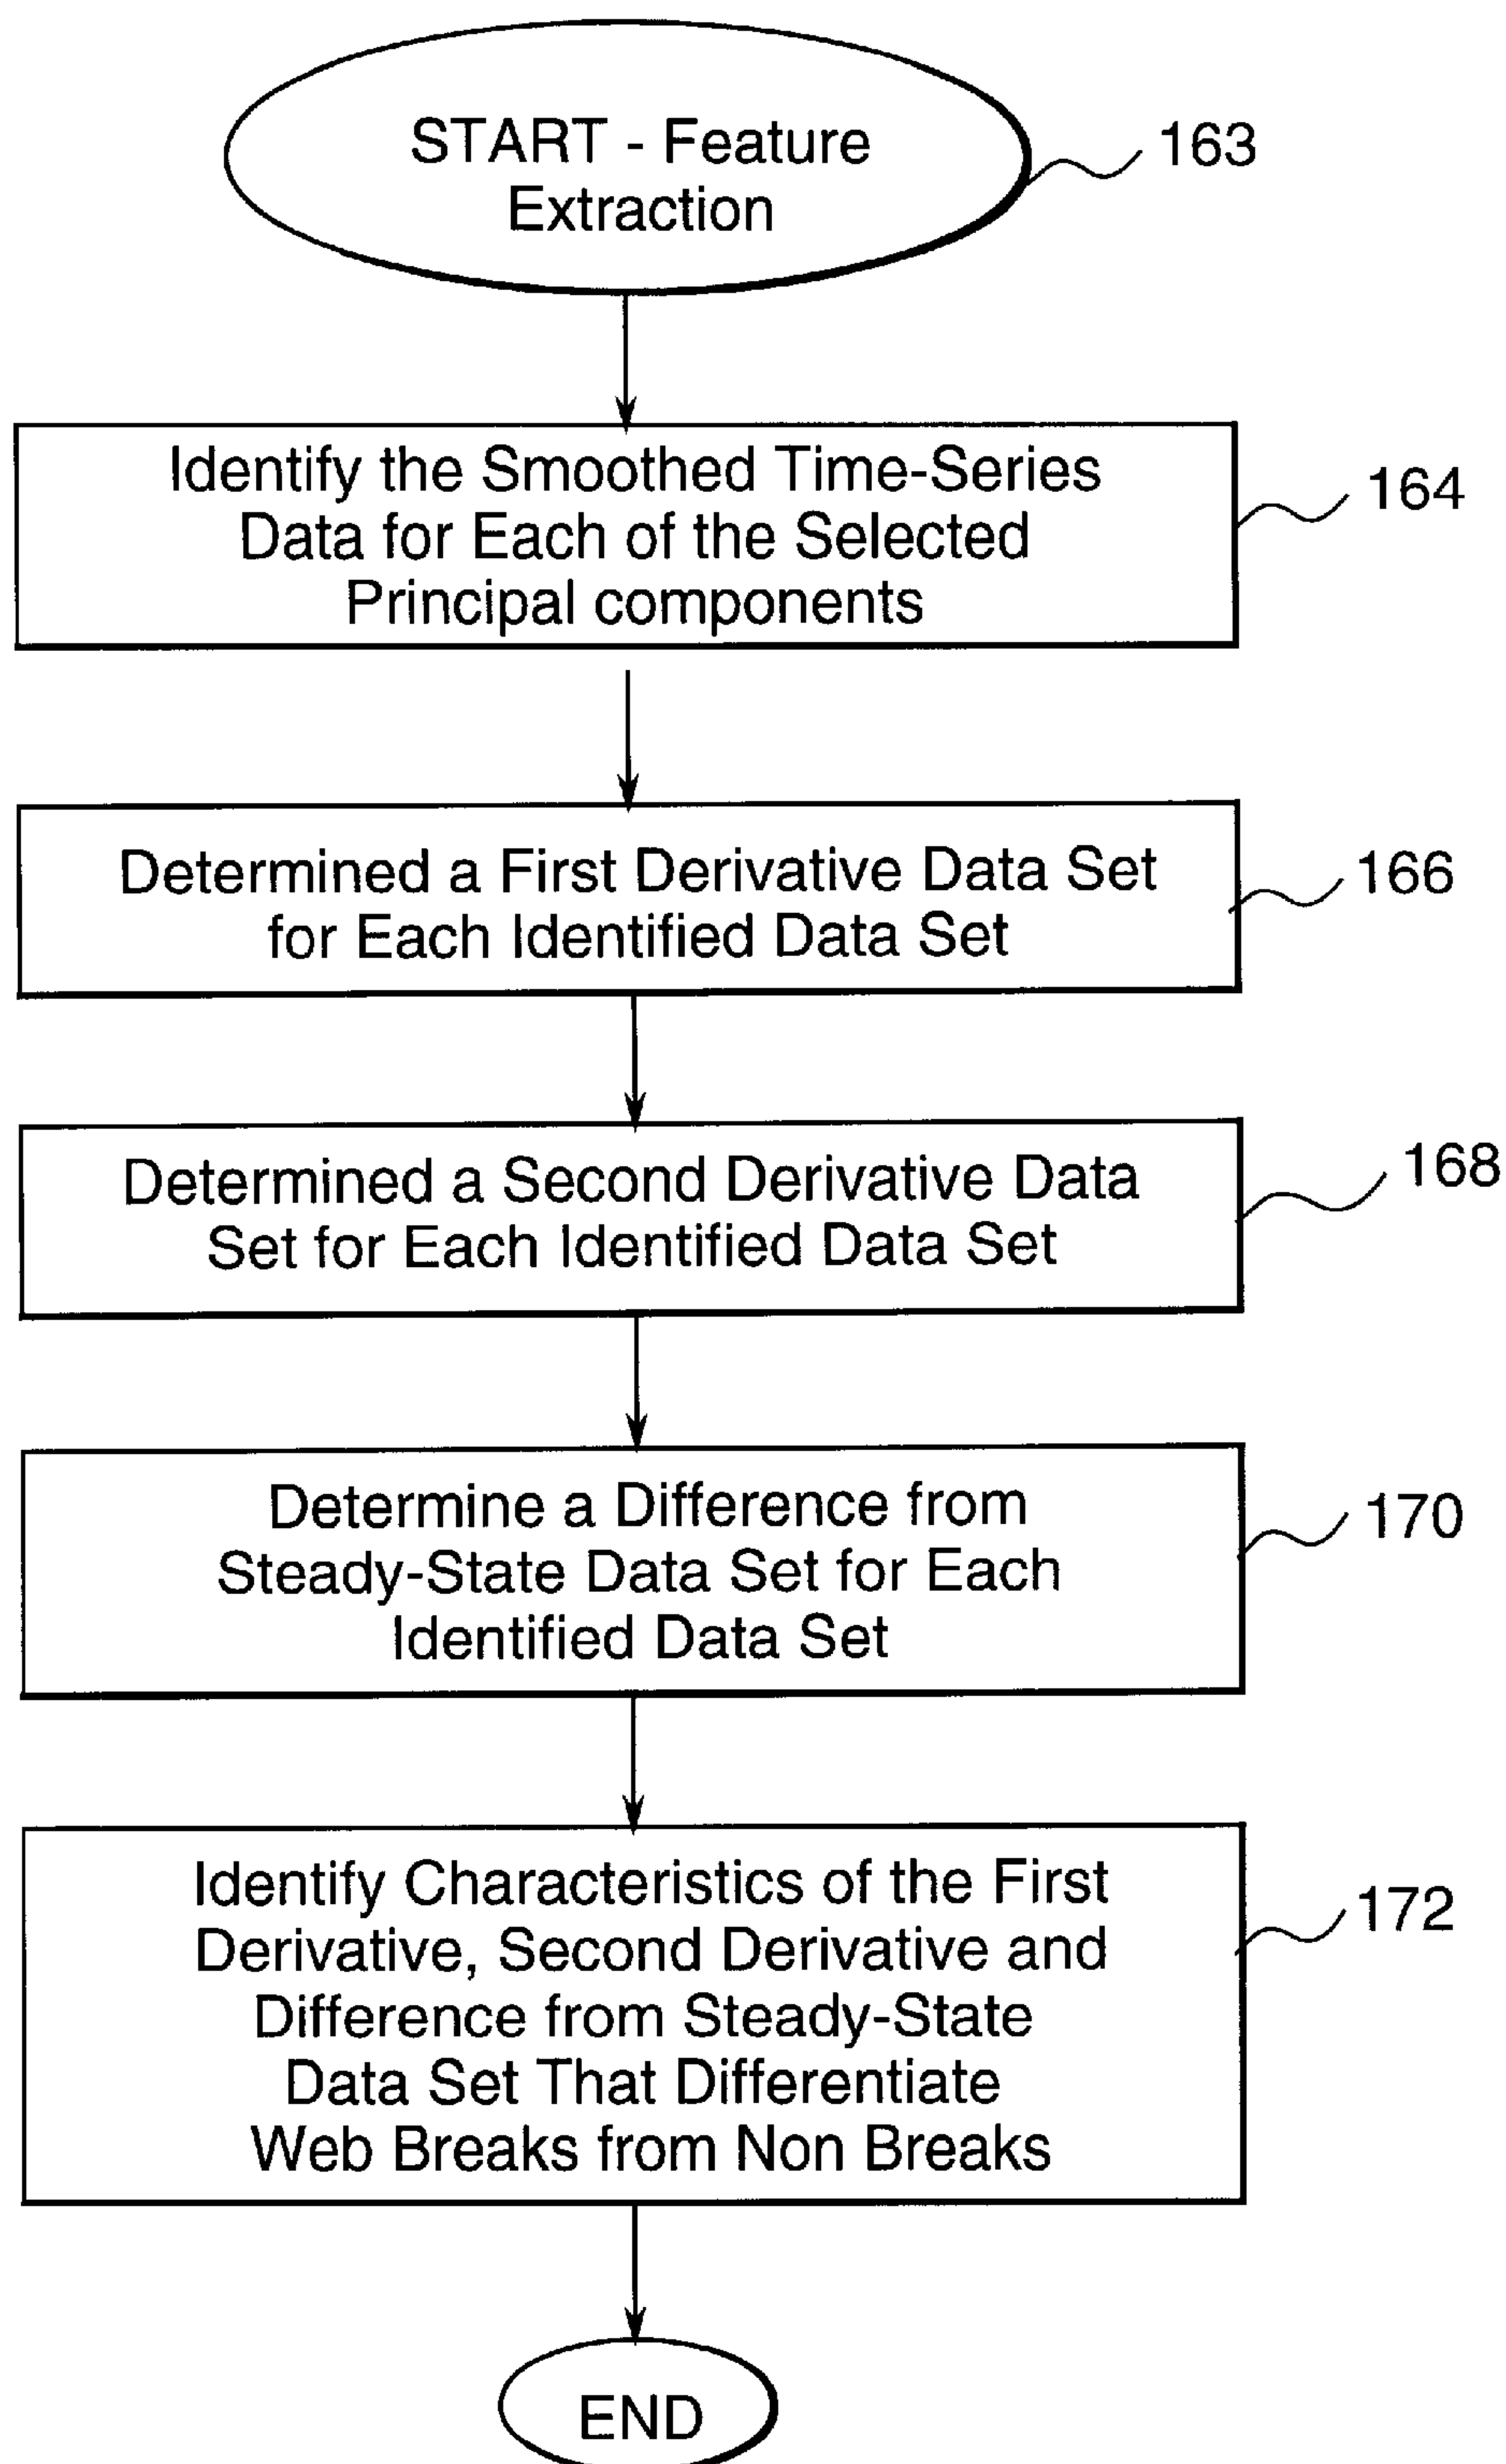 START - Feature
Extraction
163
Identify the Smoothed Time-Series
Data for Each of the Selected
Principal components
164
Determined a First Derivative Data Set
for Each Identified Data Set
166
Determined a Second Derivative Data
Set for Each Identified Data Set
168
Determine a Difference from
Steady-State Data Set for Each
Identified Data Set
170
Identify Characteristics of the First
Derivative, Second Derivative and
Difference from Steady-State
Data Set That Differentiate
Web Breaks from Non Breaks
172
END